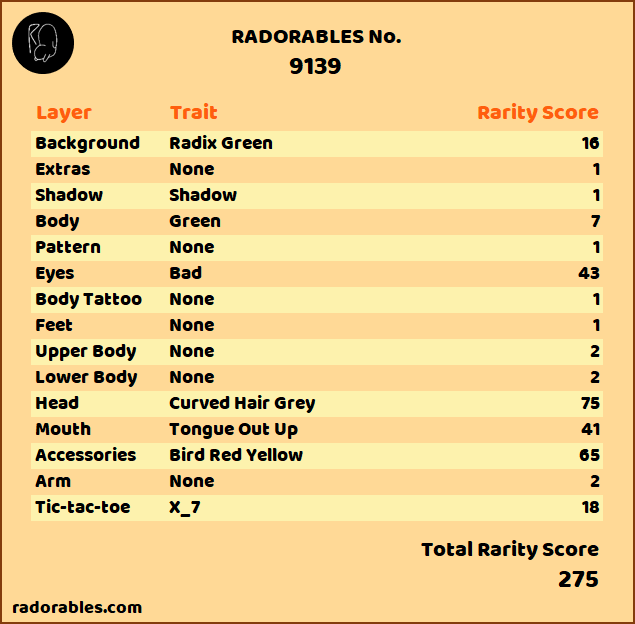 RADORABLES No.
9139
Layer Trait Rarity Score
Background Radix Green 16
Extras None 1
Shadow Shadow 1
Body Green 7
Pattern None 1
Eyes Bad 43
Body Tattoo None 1
Feet None 1
Upper Body None 2
Lower Body None 2
Head Curved Hair Grey 75
Mouth Tongue Out Up 41
Accessories Bird Red Yellow 65
Arm None 2
Tic-tac-toe X_7 18
Total Rarity Score
275
radorables.com